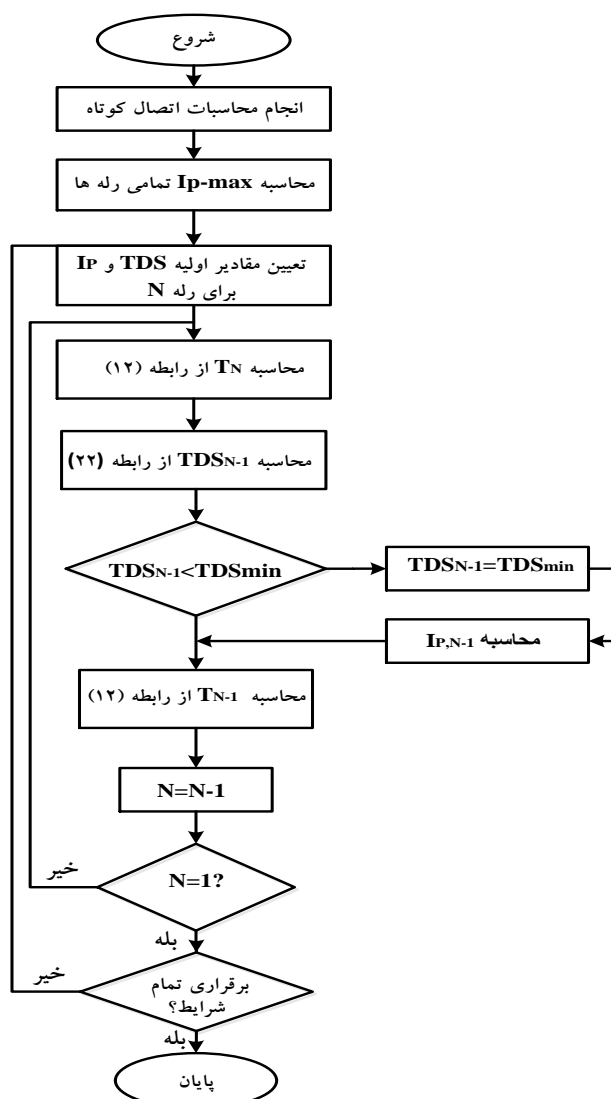 شروع
انجام محاسبات اتصال کوتاه
محاسبه Ip-max تمامی رله ها
تعیین مقادیر اولیه TDS و IP
برای رله N
محاسبه TN از رابطه (۱۲)
محاسبه TDSN-1 از رابطه (۲۲)
TDSN-1<TDSmin
TDSN-1=TDSmin
محاسبه IP,N-1
محاسبه TN-1 از رابطه (۱۲)
N=N-1
خیر
N=1?
بله
خیر
برقراری تمام
شرایط؟
بله
پایان